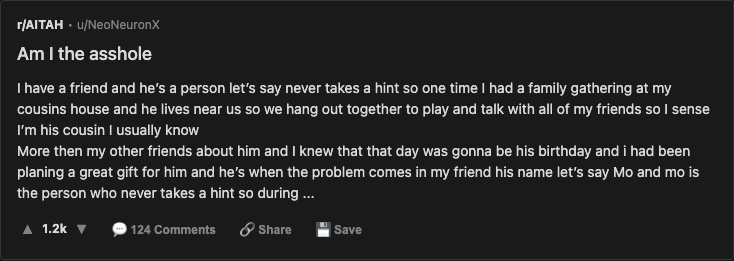 r/AITAH · u/NeoNeuronX
Am I the asshole
I have a friend and he's a person let's say never takes a hint so one time I had a family gathering at my
cousins house and he lives near us so we hang out together to play and talk with all of my friends so I sense
I'm his cousin I usually know
More then my other friends about him and I knew that that day was gonna be his birthday and i had been
planing a great gift for him and he's when the problem comes in my friend his name let's say Mo and mo is
the person who never takes a hint so during ...
▲ 1.2k ▼ 💬 124 Comments 🔗 Share 💾 Save